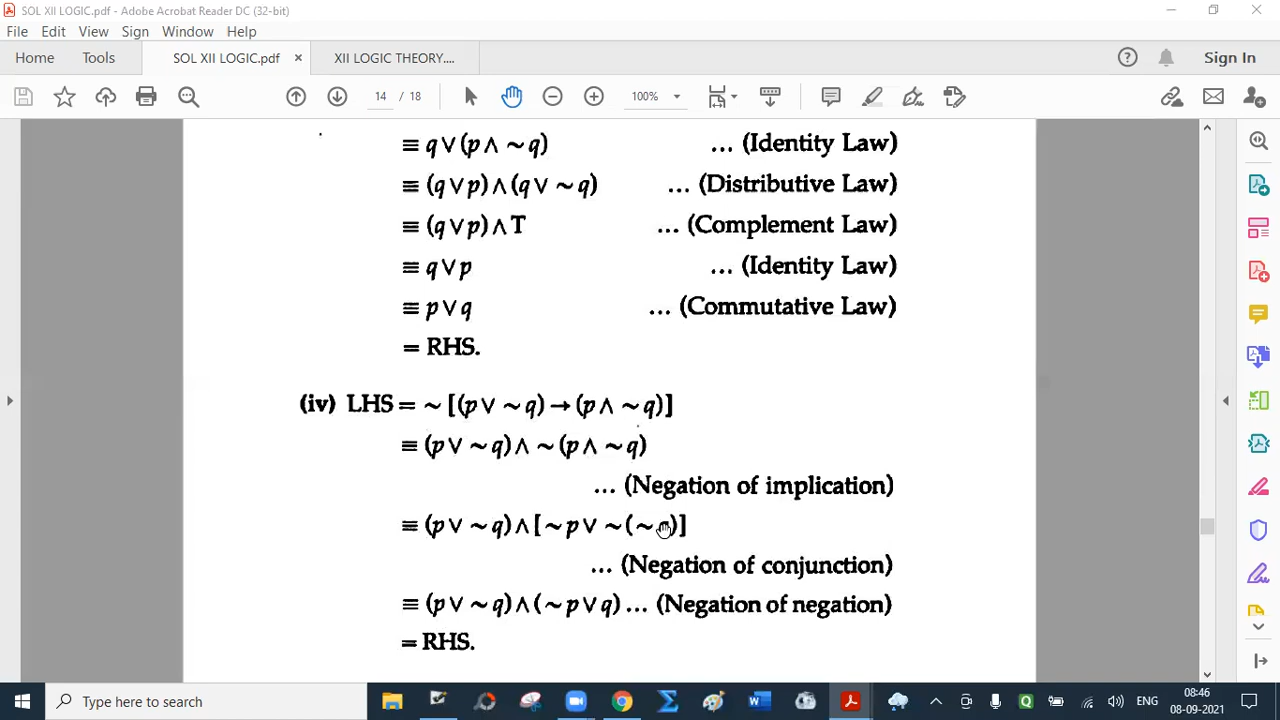 SOL XII LOGIC.pdf - Adobe Acrobat Reader DC (32-bit)
File Edit View Sign Window Help
Home Tools SOL XII LOGIC.pdf × XII LOGIC THEORY.... Sign In
14 / 18 100%
≡ q ∨ (p ∧ ~ q) ... (Identity Law)
≡ (q ∨ p) ∧ (q ∨ ~ q) ... (Distributive Law)
≡ (q ∨ p) ∧ T ... (Complement Law)
≡ q ∨ p ... (Identity Law)
≡ p ∨ q ... (Commutative Law)
= RHS.
(iv) LHS = ~ [(p ∨ ~ q) → (p ∧ ~ q)]
≡ (p ∨ ~ q) ∧ ~ (p ∧ ~ q)
... (Negation of implication)
≡ (p ∨ ~ q) ∧ [~ p ∨ ~ (~ )]
... (Negation of conjunction)
≡ (p ∨ ~ q) ∧ (~ p ∨ q) ... (Negation of negation)
= RHS.
Type here to search
ENG
08:46
08-09-2021